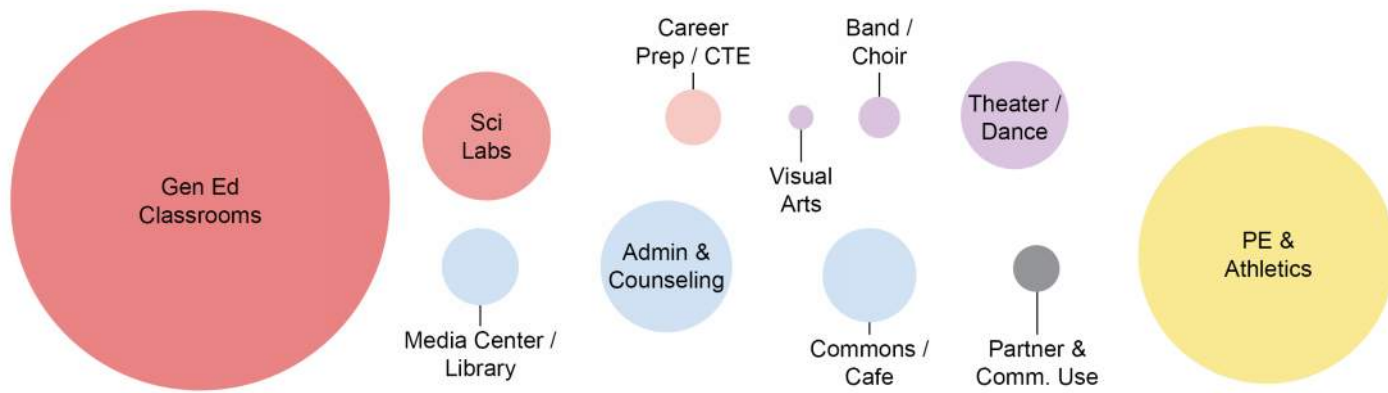 Gen Ed
Classrooms
Sci
Labs
Media Center /
Library
Career
Prep / CTE
Admin &
Counseling
Visual
Arts
Band /
Choir
Commons /
Cafe
Theater /
Dance
Partner &
Comm. Use
PE &
Athletics